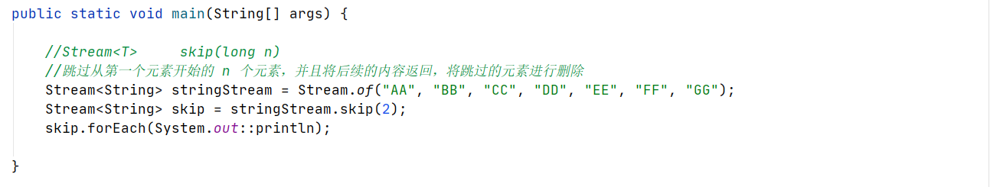 public static void main(String[] args) {
//Stream<T>     skip(long n)
//跳过从第一个元素开始的 n 个元素，并且将后续的内容返回，将跳过的元素进行删除
Stream<String> stringStream = Stream.of("AA", "BB", "CC", "DD", "EE", "FF", "GG");
Stream<String> skip = stringStream.skip(2);
skip.forEach(System.out::println);
}